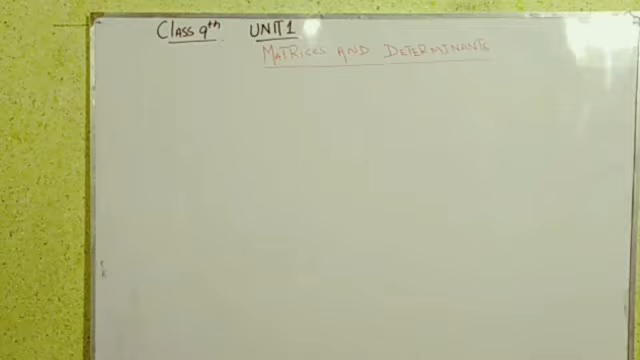 Class 9th UNIT 1
MATRICES AND DETERMINANTS